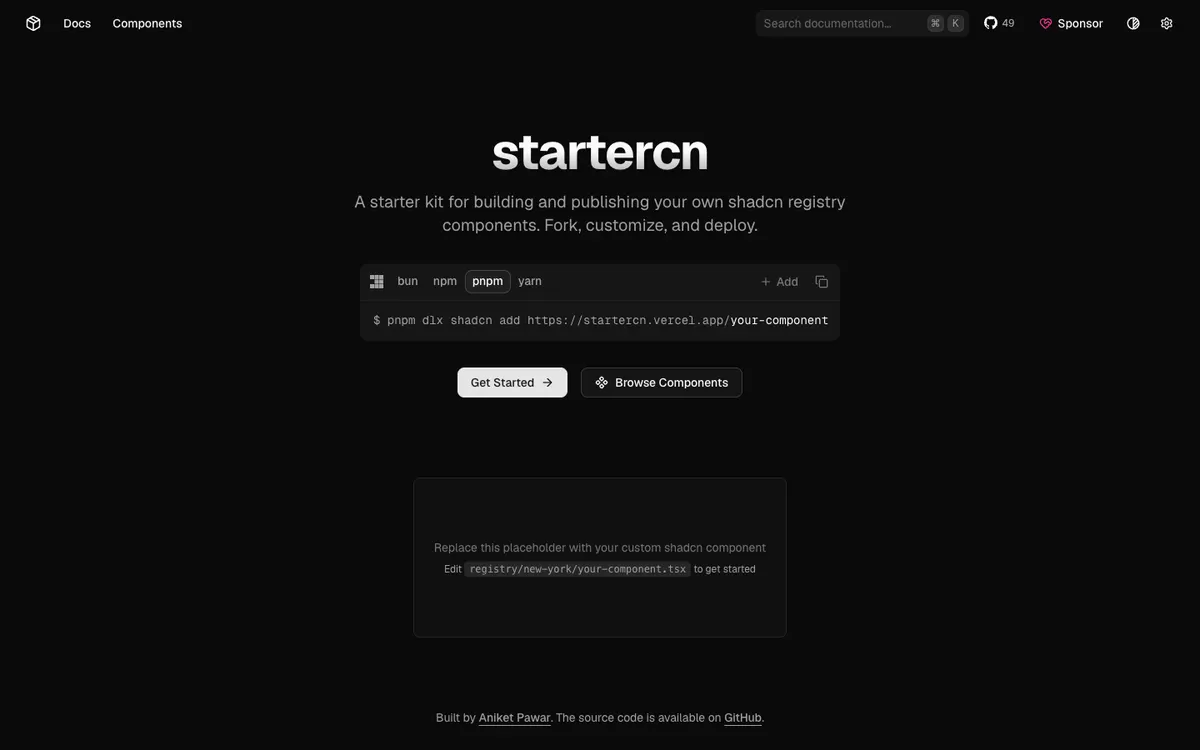 Docs Components Search documentation... ⌘ K 49 Sponsor
startercn
A starter kit for building and publishing your own shadcn registry
components. Fork, customize, and deploy.
bun npm pnpm yarn + Add
$ pnpm dlx shadcn add https://startercn.vercel.app/your-component
Get Started → Browse Components
Replace this placeholder with your custom shadcn component
Edit registry/new-york/your-component.tsx to get started
Built by Aniket Pawar. The source code is available on GitHub.